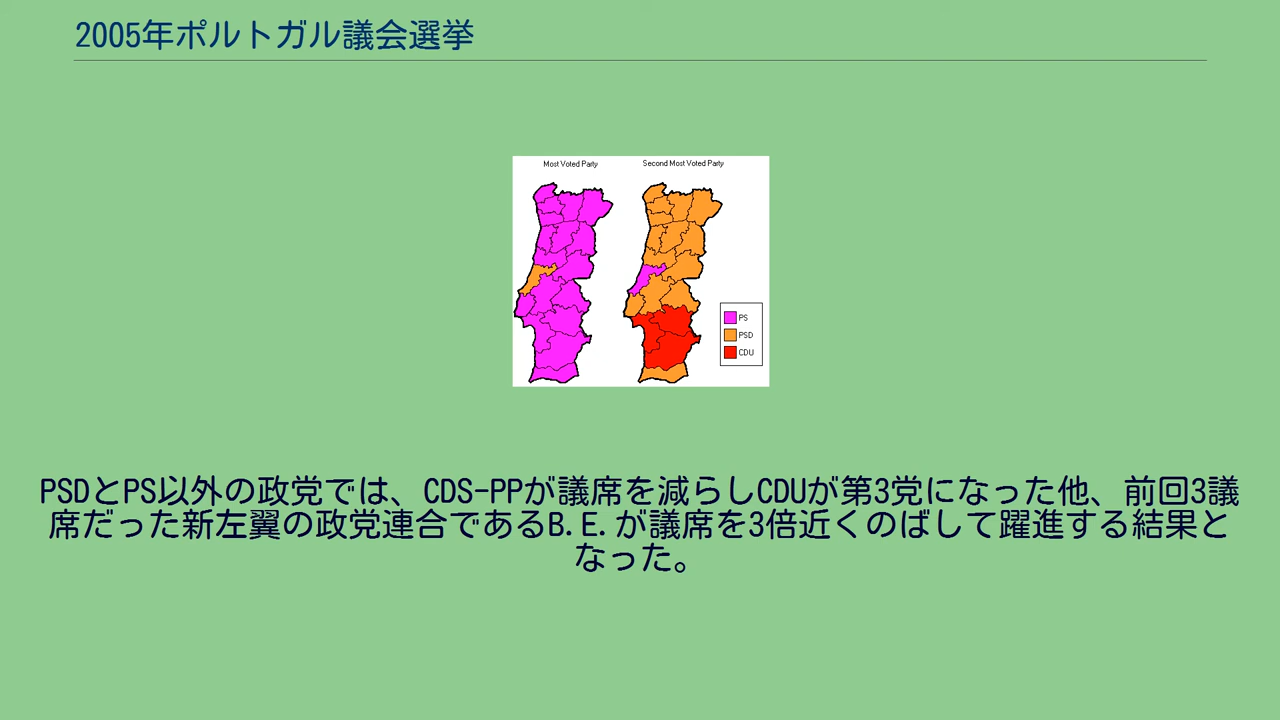 2005年ポルトガル議会選挙
Most Voted Party
Second Most Voted Party
PS
PSD
CDU
PSDとPS以外の政党では、CDS-PPが議席を減らしCDUが第3党になった他、前回3議
席だった新左翼の政党連合であるB.E.が議席を3倍近くのばして躍進する結果と
なった。